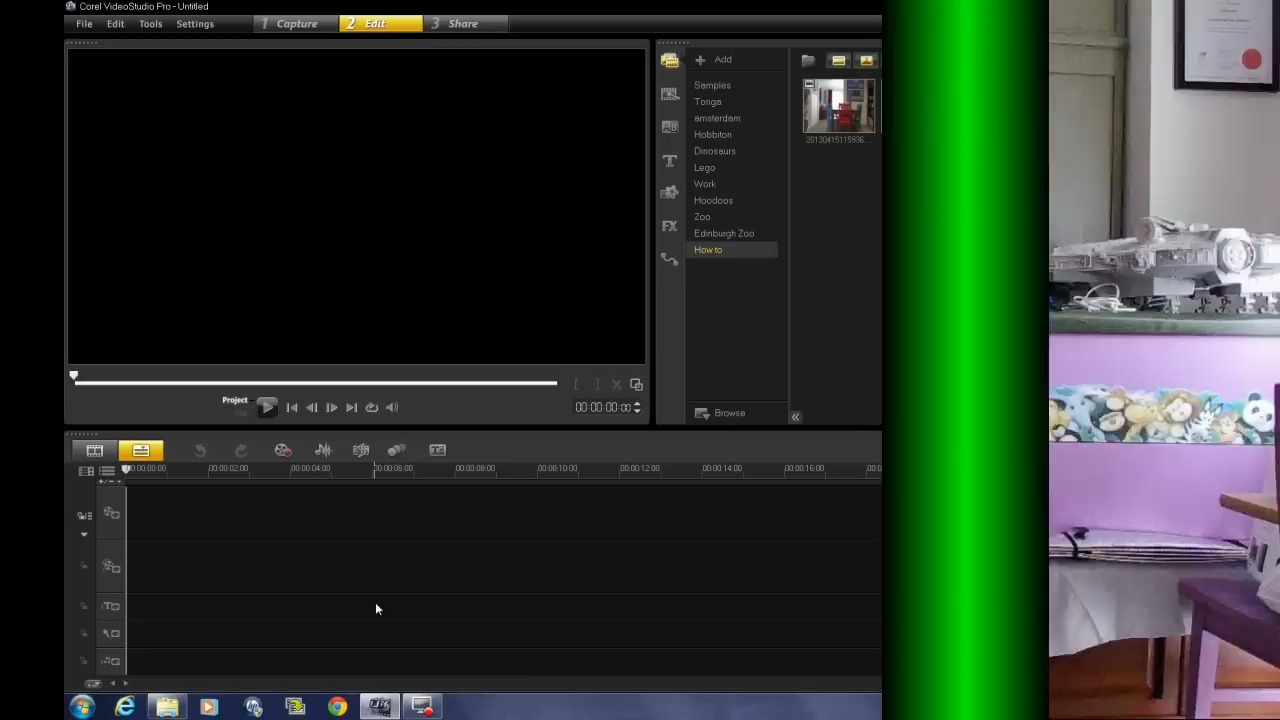 Corel VideoStudio Pro - Untitled
File Edit Tools Settings 1 Capture 2 Edit 3 Share
Add
Samples
Tonga
amsterdam
Hobbiton
Dinosaurs
Lego
Work
Hoodoos
Zoo
Edinburgh Zoo
How to
20130415115936...
FX
Project
00:00:00:00
Browse
00:00:00:00 00:00:02:00 00:00:04:00 00:00:06:00 00:00:08:00 00:00:10:00 00:00:12:00 00:00:14:00 00:00:16:00